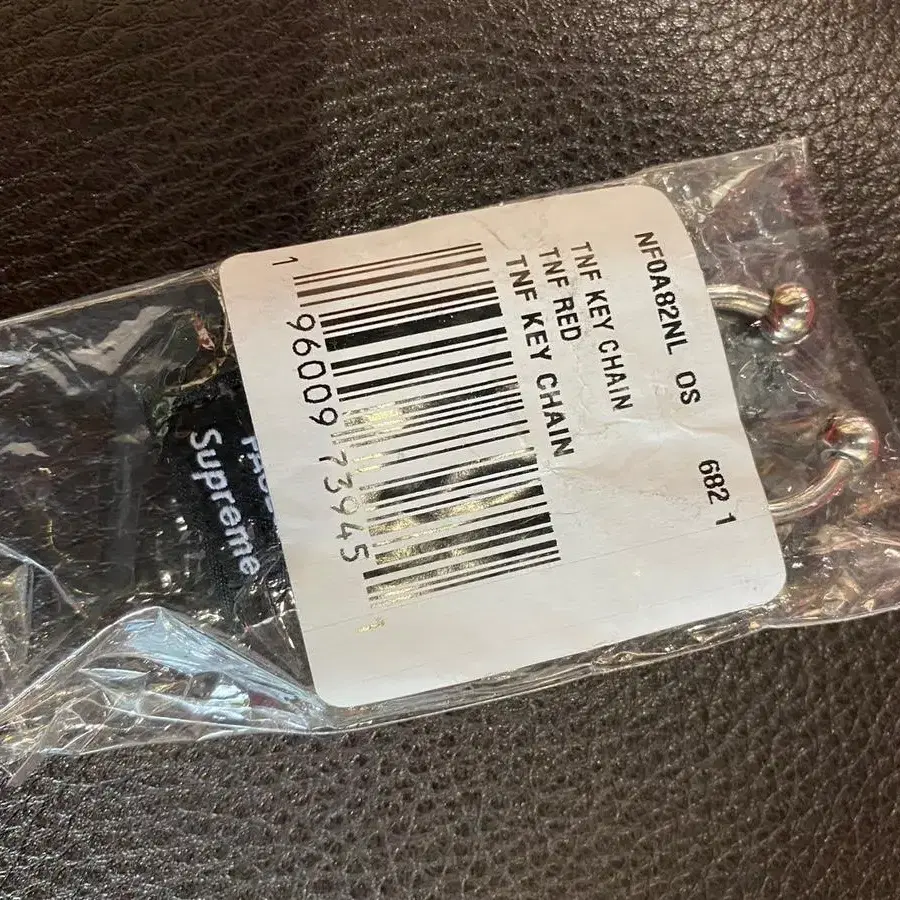 NF0A82NL OS 682 1
TNF KEY CHAIN
TNF RED
TNF KEY CHAIN
1 96009 73945
Supreme